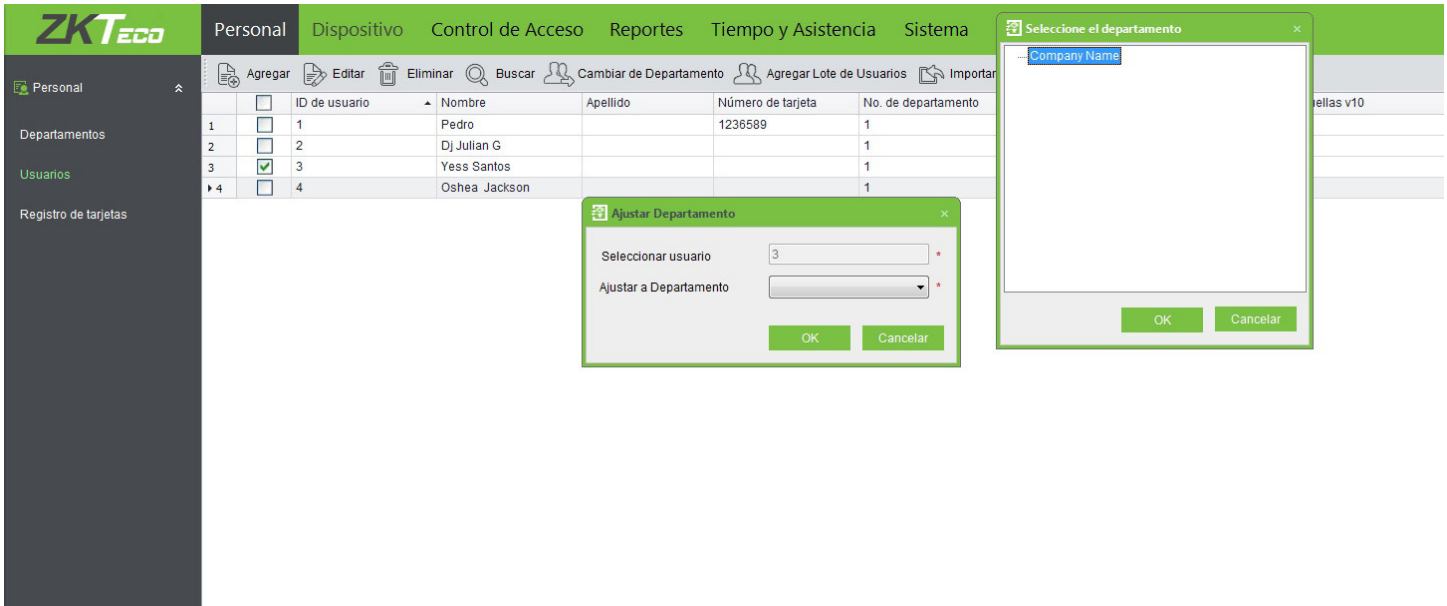 ZKTECO
Personal Dispositivo Control de Acceso Reportes Tiempo y Asistencia Sistema
Agregar Editar Eliminar Buscar Cambiar de Departamento Agregar Lote de Usuarios Importar
Personal
Departamentos
Usuarios
Registro de tarjetas
ID de usuario Nombre Apellido Número de tarjeta No. de departamento v10
1 1 Pedro 1236589 1
2 2 Dj Julian G 1
3 3 Yess Santos 1
4 4 Oshea Jackson 1
Ajustar Departamento
Seleccionar usuario 3 *
Ajustar a Departamento *
OK Cancelar
Seleccione el departamento
Company Name
OK Cancelar